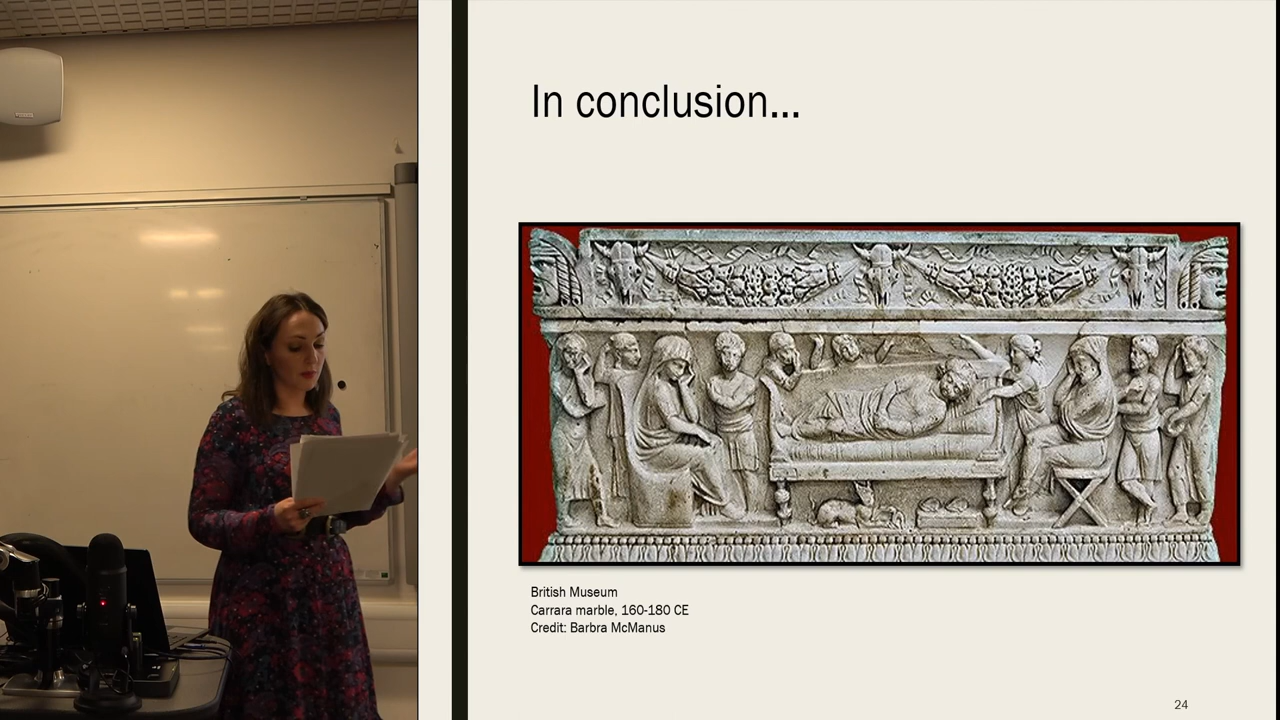 In conclusion...
British Museum
Carrara marble, 160-180 CE
Credit: Barbra McManus
24